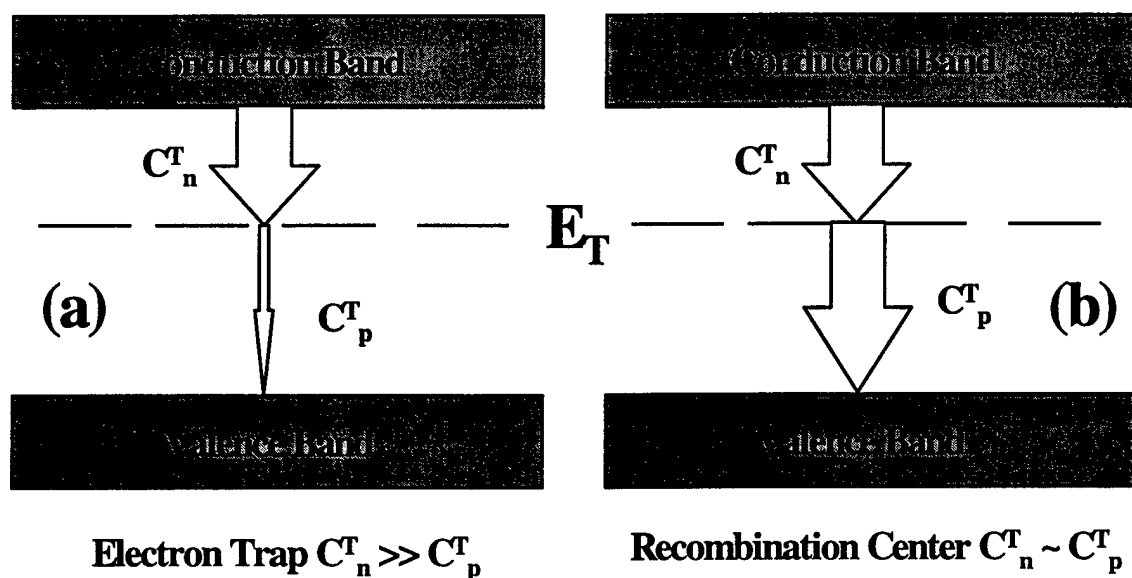 Conduction Band
Conduction Band
C^T_n
C^T_n
E_T
(a)
C^T_p
C^T_p
(b)
Valence Band
Valence Band
Electron Trap C^T_n >> C^T_p
Recombination Center C^T_n ~ C^T_p